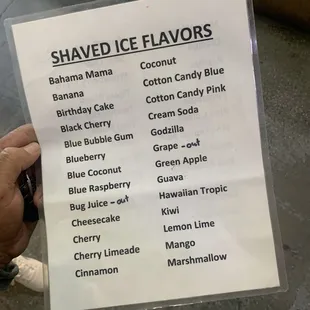 SHAVED ICE FLAVORS
Bahama Mama
Banana
Birthday Cake
Black Cherry
Blue Bubble Gum
Blueberry
Blue Coconut
Blue Raspberry
Bug Juice - out
Cheesecake
Cherry
Cherry Limeade
Cinnamon
Coconut
Cotton Candy Blue
Cotton Candy Pink
Cream Soda
Godzilla
Grape - out
Green Apple
Guava
Hawaiian Tropic
Kiwi
Lemon Lime
Mango
Marshmallow